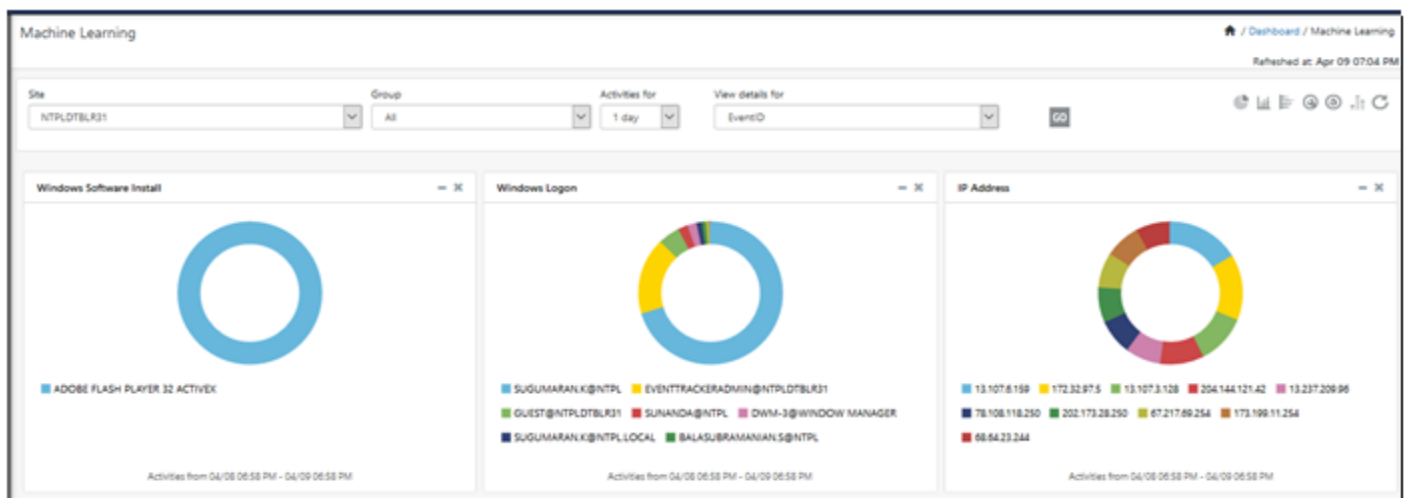 Machine Learning
/ Dashboard / Machine Learning
Refreshed at: Apr 09 07:04 PM
Site Group Activities for View details for
NTPLDTBLR31 All 1 day EventID GO
Windows Software Install
Windows Logon
IP Address
ADOBE FLASH PLAYER 32 ACTIVEX
SUGUMARAN.K@NTPL EVENTTRACKERADMIN@NTPLDTBLR31
GUEST@NTPLDTBLR31 SUNANDA@NTPL DWM-3@WINDOW MANAGER
SUGUMARAN.K@NTPL.LOCAL BALASUBRAMANIAN.S@NTPL
13.107.6.159 172.32.97.5 13.107.3.128 204.144.121.42 13.237.209.96
78.108.118.250 202.173.28.250 67.217.69.254 173.199.11.254
68.64.23.244
Activities from 04/08 06:58 PM - 04/09 06:58 PM
Activities from 04/08 06:58 PM - 04/09 06:58 PM
Activities from 04/08 06:58 PM - 04/09 06:58 PM